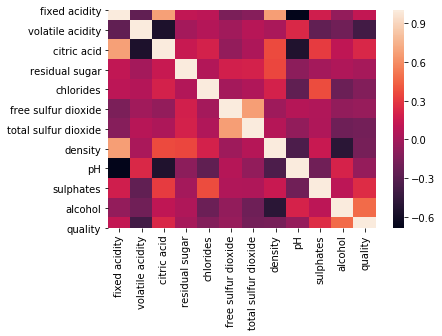 fixed acidity
volatile acidity
citric acid
residual sugar
chlorides
free sulfur dioxide
total sulfur dioxide
density
pH
sulphates
alcohol
quality
fixed acidity
volatile acidity
citric acid
residual sugar
chlorides
free sulfur dioxide
total sulfur dioxide
density
pH
sulphates
alcohol
quality
0.9
0.6
0.3
0.0
−0.3
−0.6